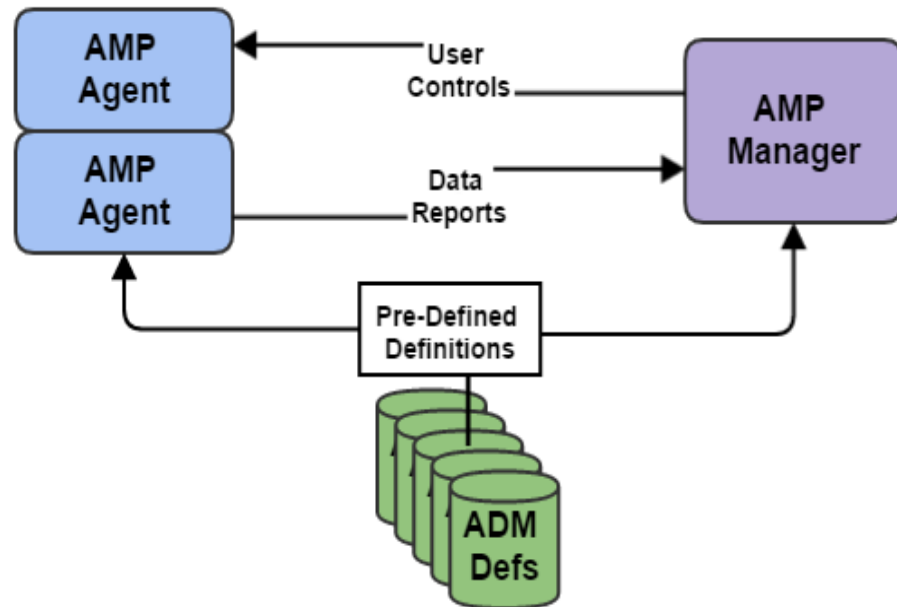 AMP
Agent
User
Controls
AMP
Manager
AMP
Agent
Data
Reports
Pre-Defined
Definitions
ADM
Defs